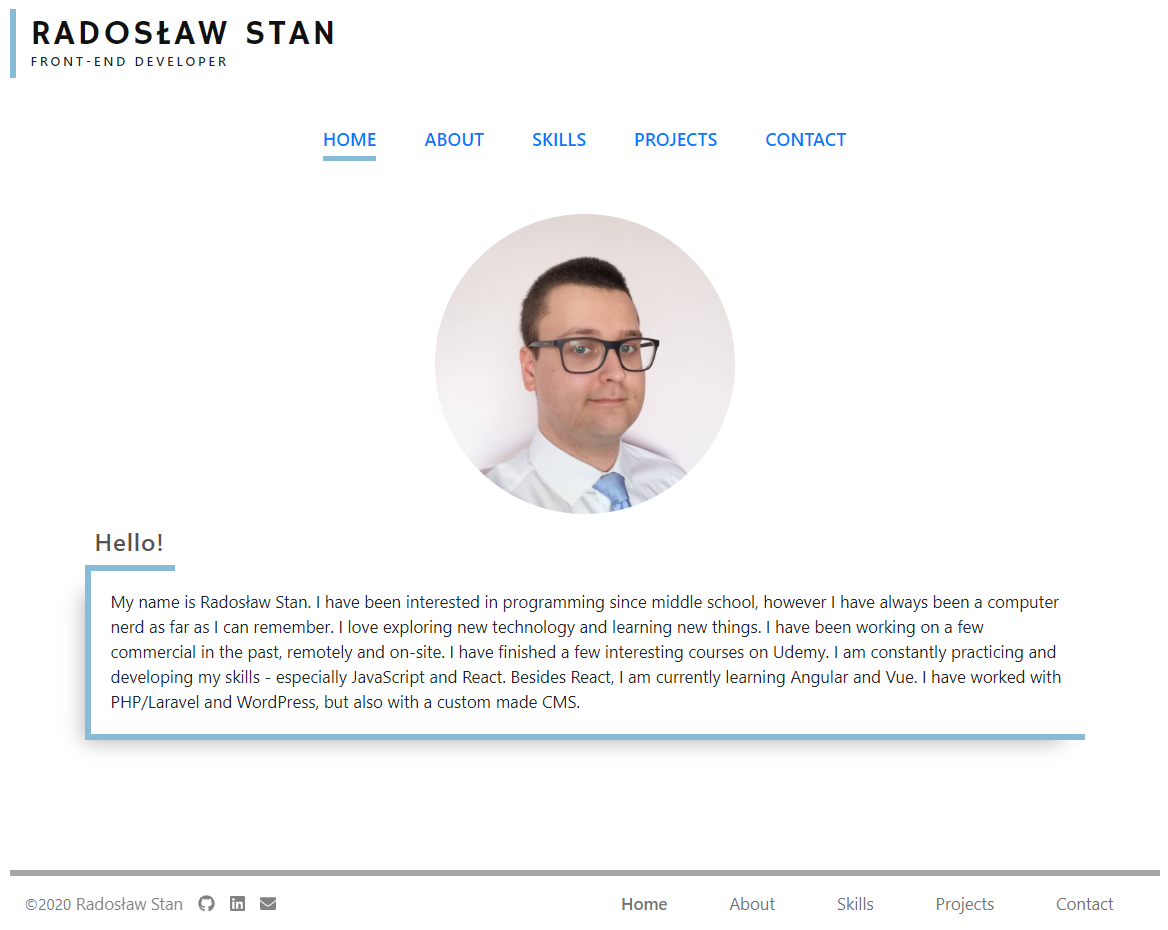 RADOSŁAW STAN
FRONT-END DEVELOPER
HOME ABOUT SKILLS PROJECTS CONTACT
Hello!
My name is Radosław Stan. I have been interested in programming since middle school, however I have always been a computer
nerd as far as I can remember. I love exploring new technology and learning new things. I have been working on a few
commercial in the past, remotely and on-site. I have finished a few interesting courses on Udemy. I am constantly practicing and
developing my skills - especially JavaScript and React. Besides React, I am currently learning Angular and Vue. I have worked with
PHP/Laravel and WordPress, but also with a custom made CMS.
©2020 Radosław Stan Home About Skills Projects Contact